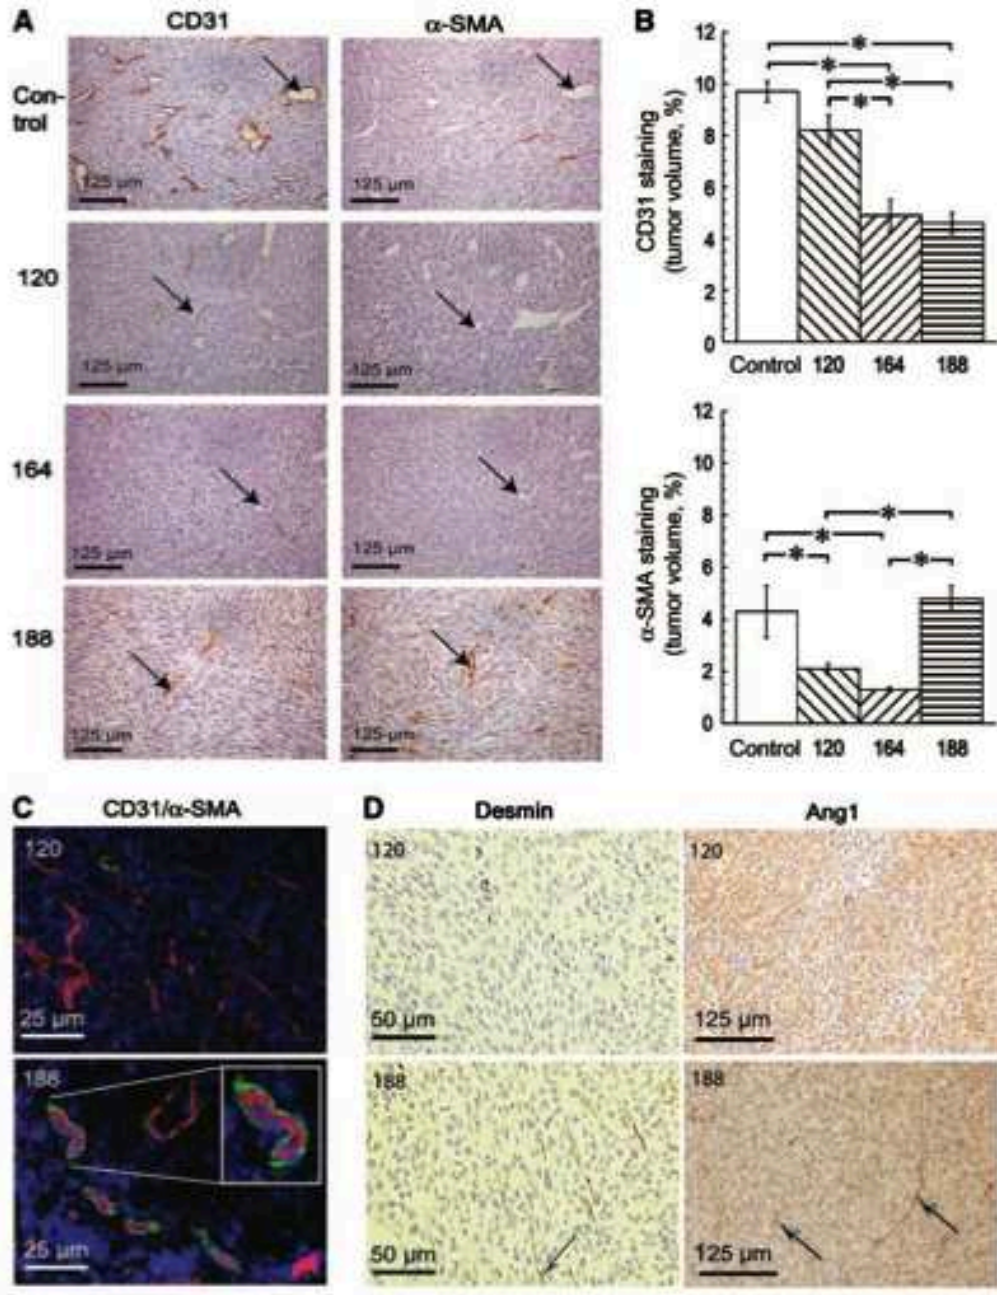 A
CD31
α-SMA
Con-
trol
125 µm
125 µm
120
125 µm
125 µm
164
125 µm
125 µm
188
125 µm
125 µm
B
12
10
8
6
4
2
0
CD31 staining
(tumor volume, %)
*
*
*
*
Control 120 164 188
12
10
8
6
4
2
0
α-SMA staining
(tumor volume, %)
*
*
*
*
Control 120 164 188
C
CD31/α-SMA
120
25 µm
188
25 µm
D
Desmin
Ang1
120
50 µm
120
125 µm
188
50 µm
188
125 µm